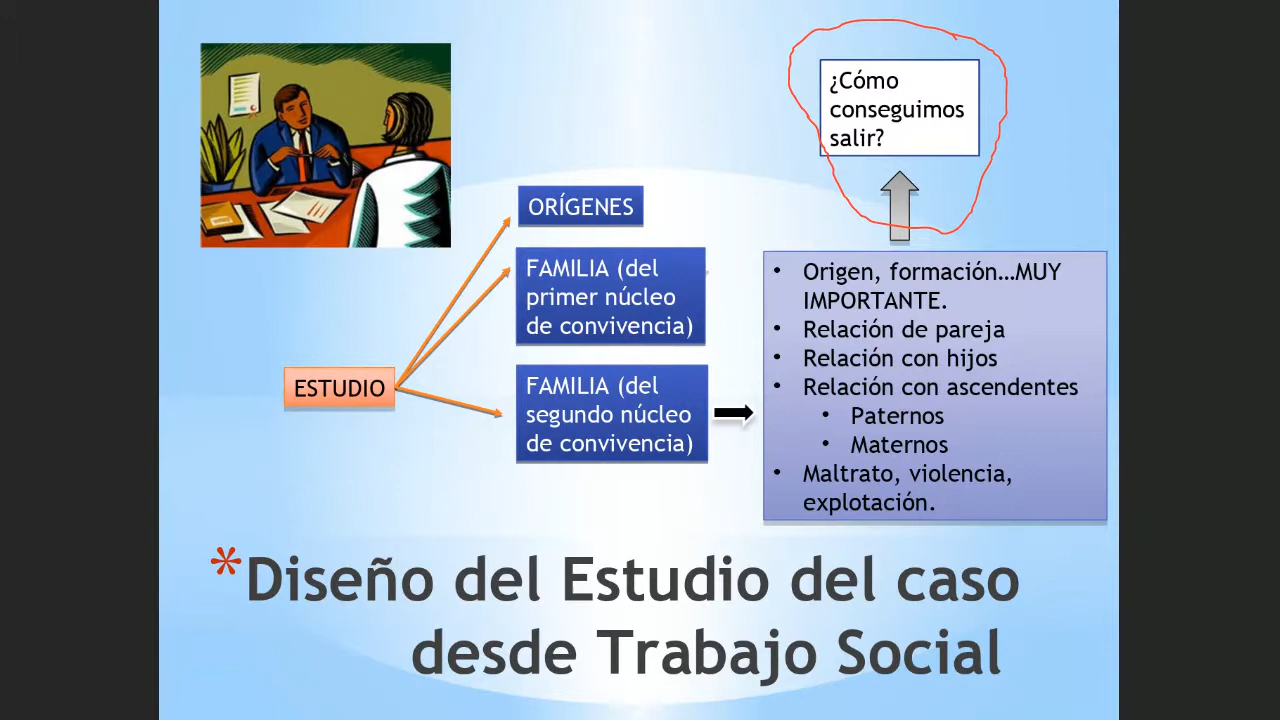 ¿Cómo
conseguimos
salir?
ORÍGENES
FAMILIA (del
primer núcleo
de convivencia)
ESTUDIO
FAMILIA (del
segundo núcleo
de convivencia)
• Origen, formación…MUY
IMPORTANTE.
• Relación de pareja
• Relación con hijos
• Relación con ascendentes
• Paternos
• Maternos
• Maltrato, violencia,
explotación.
*Diseño del Estudio del caso
desde Trabajo Social